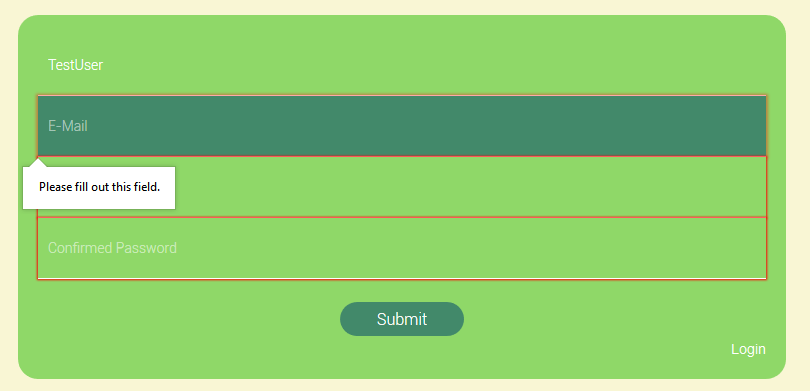 TestUser
E-Mail
Please fill out this field.
Confirmed Password
Submit
Login